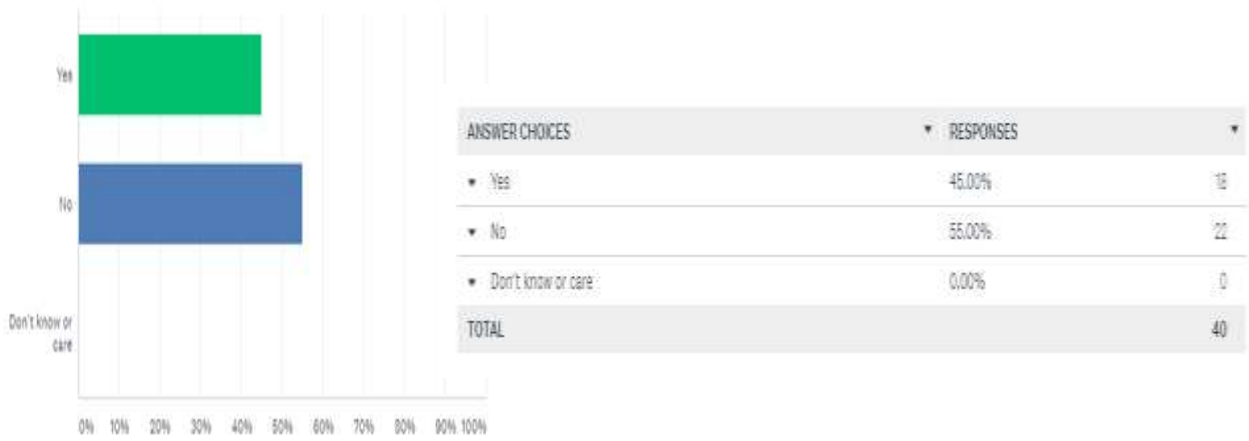 Yes
No
Don't know or
care
0% 10% 20% 30% 40% 50% 60% 70% 80% 90% 100%
ANSWER CHOICES RESPONSES
Yes 45.00% 18
No 55.00% 22
Don't know or care 0.00% 0
TOTAL 40